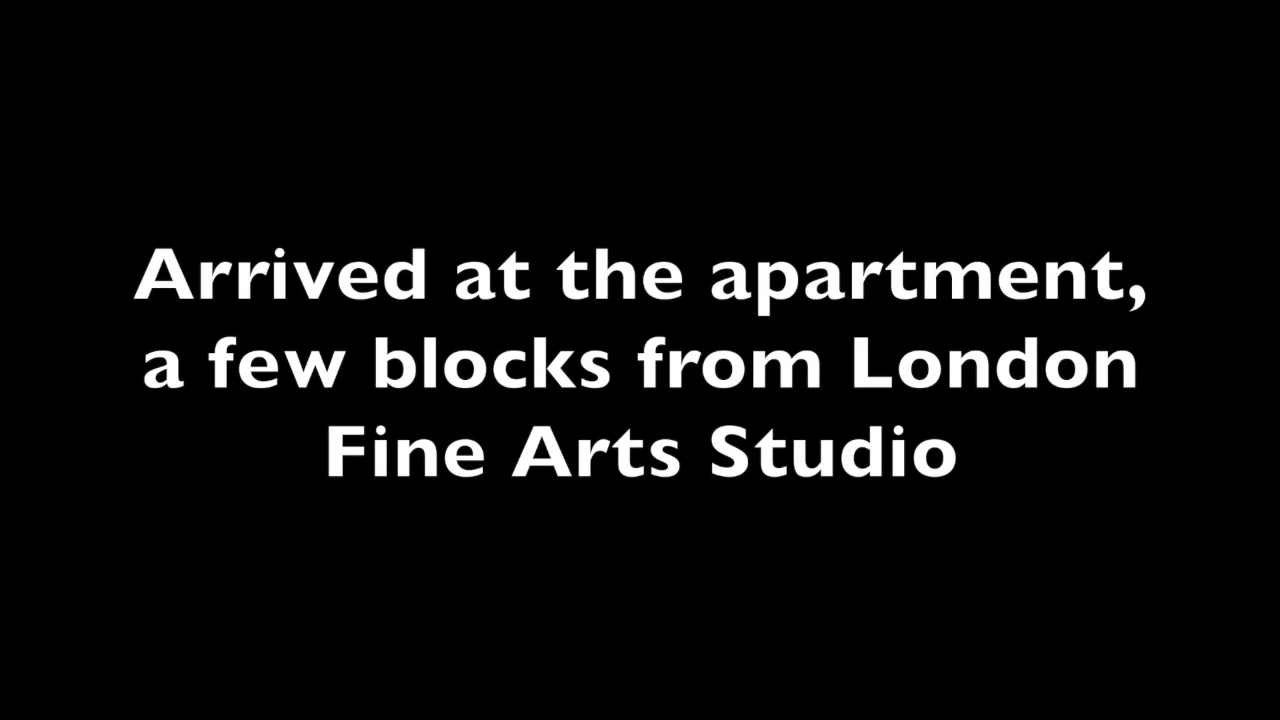 Arrived at the apartment,
a few blocks from London
Fine Arts Studio